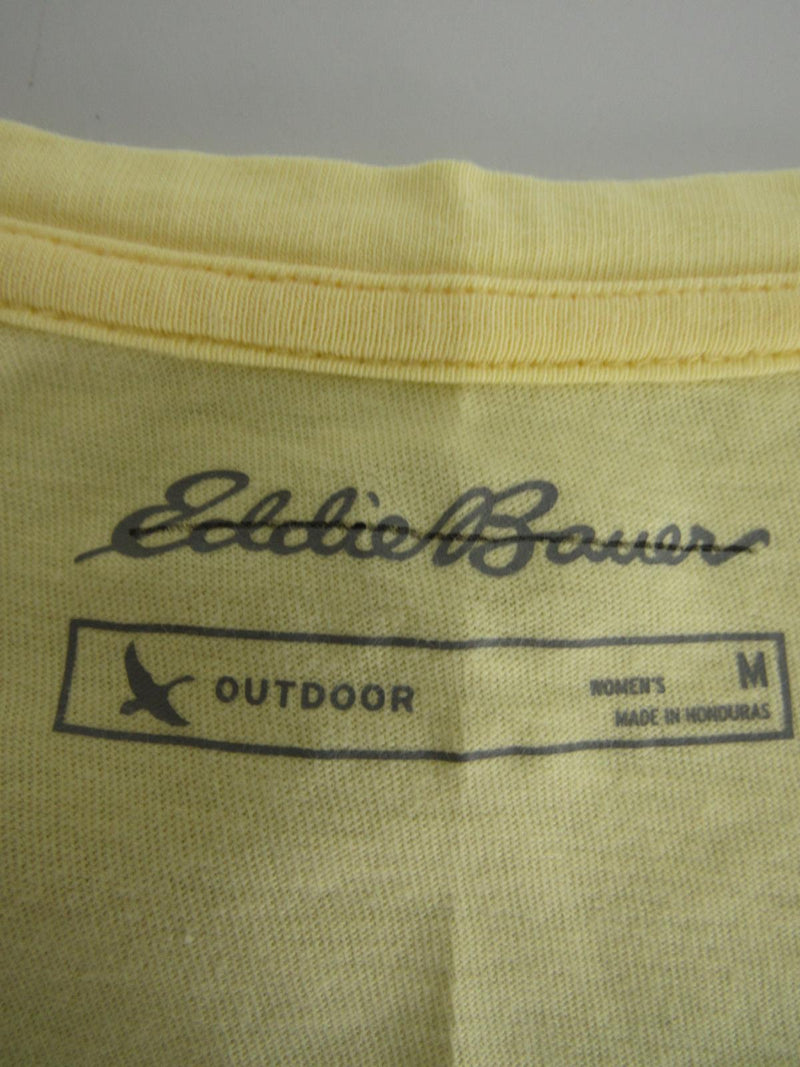 Eddie Bauer
OUTDOOR
WOMEN'S M
MADE IN HONDURAS